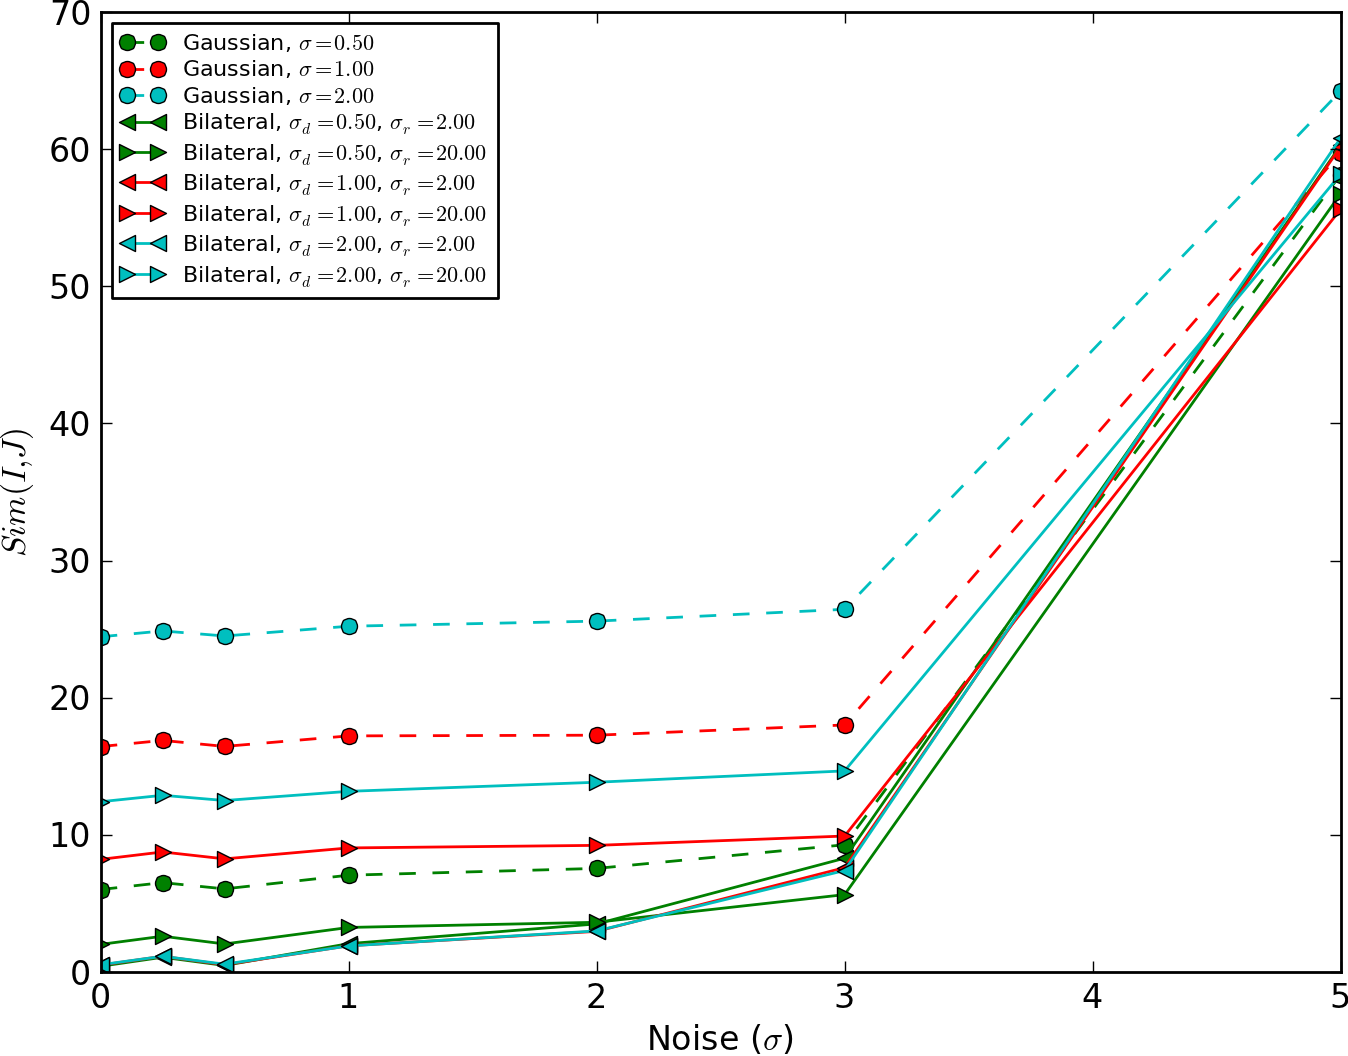 70
60
50
40
30
20
10
0
Sim(I,J)
Gaussian, σ=0.50
Gaussian, σ=1.00
Gaussian, σ=2.00
Bilateral, σ_d=0.50, σ_r=2.00
Bilateral, σ_d=0.50, σ_r=20.00
Bilateral, σ_d=1.00, σ_r=2.00
Bilateral, σ_d=1.00, σ_r=20.00
Bilateral, σ_d=2.00, σ_r=2.00
Bilateral, σ_d=2.00, σ_r=20.00
0 1 2 3 4 5
Noise (σ)